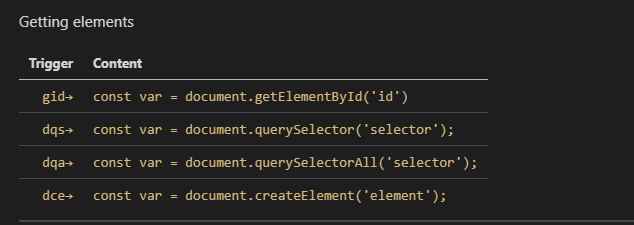 Getting elements
Trigger Content
gid→ const var = document.getElementById('id')
dqs→ const var = document.querySelector('selector');
dqa→ const var = document.querySelectorAll('selector');
dce→ const var = document.createElement('element');